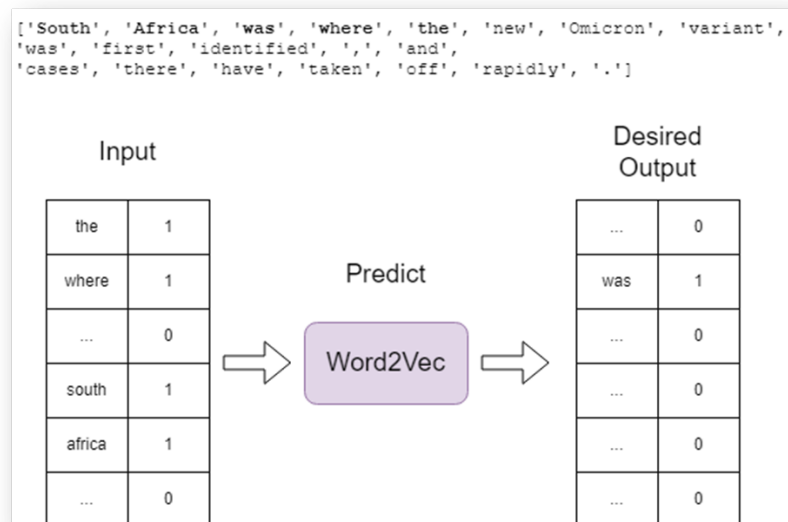 ['South', 'Africa', 'was', 'where', 'the', 'new', 'Omicron', 'variant',
'was', 'first', 'identified', ',', 'and',
'cases', 'there', 'have', 'taken', 'off', 'rapidly', '.']
Input
Desired
Output
the 1
where 1
... 0
south 1
africa 1
... 0
Predict
Word2Vec
... 0
was 1
... 0
... 0
... 0
... 0